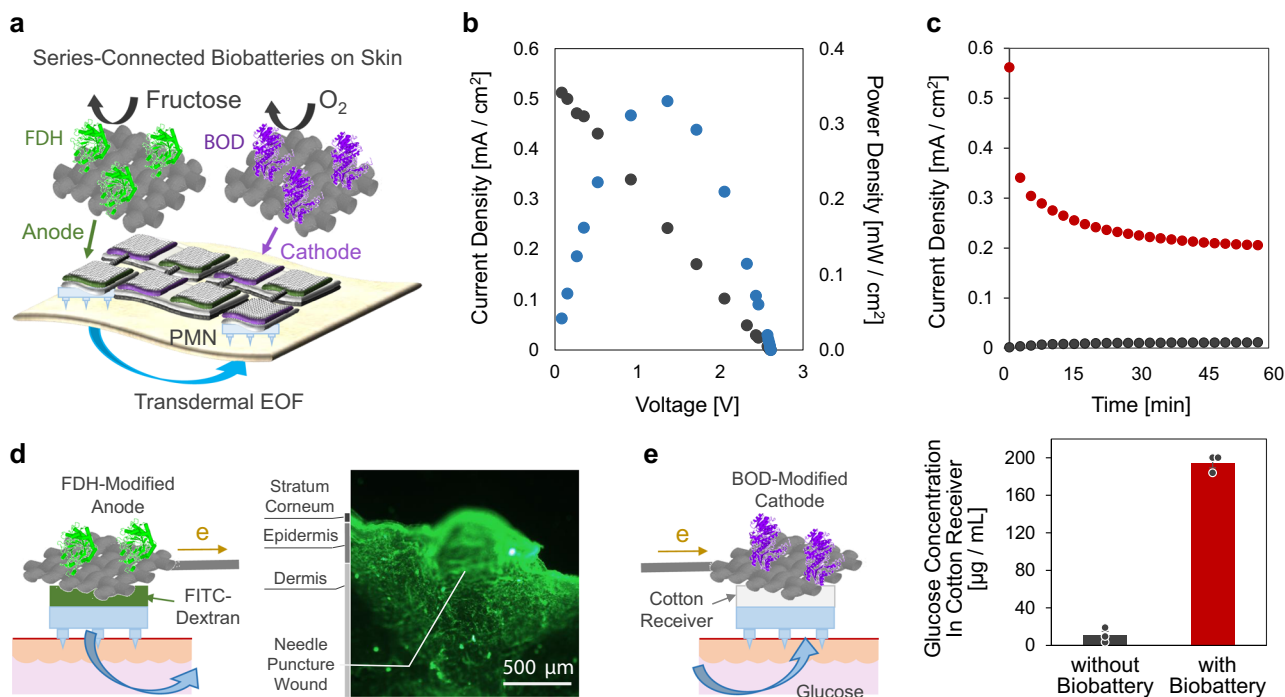 a
Series-Connected Biobatteries on Skin
Fructose
O2
FDH
BOD
Anode
Cathode
PMN
Transdermal EOF
b
Current Density [mA / cm2]
0.6
0.5
0.4
0.3
0.2
0.1
0
0
1
2
3
Voltage [V]
0.4
0.3
0.2
0.1
0.0
Power Density [mW / cm2]
c
Current Density [mA / cm2]
0.6
0.5
0.4
0.3
0.2
0.1
0
0
15
30
45
60
Time [min]
d
FDH-Modified
Anode
e
FITC-
Dextran
Stratum
Corneum
Epidermis
Dermis
Needle
Puncture
Wound
500 μm
e
BOD-Modified
Cathode
e
Cotton
Receiver
Glucose
Glucose Concentration
In Cotton Receiver
[μg / mL]
200
160
120
80
40
0
without
Biobattery
with
Biobattery